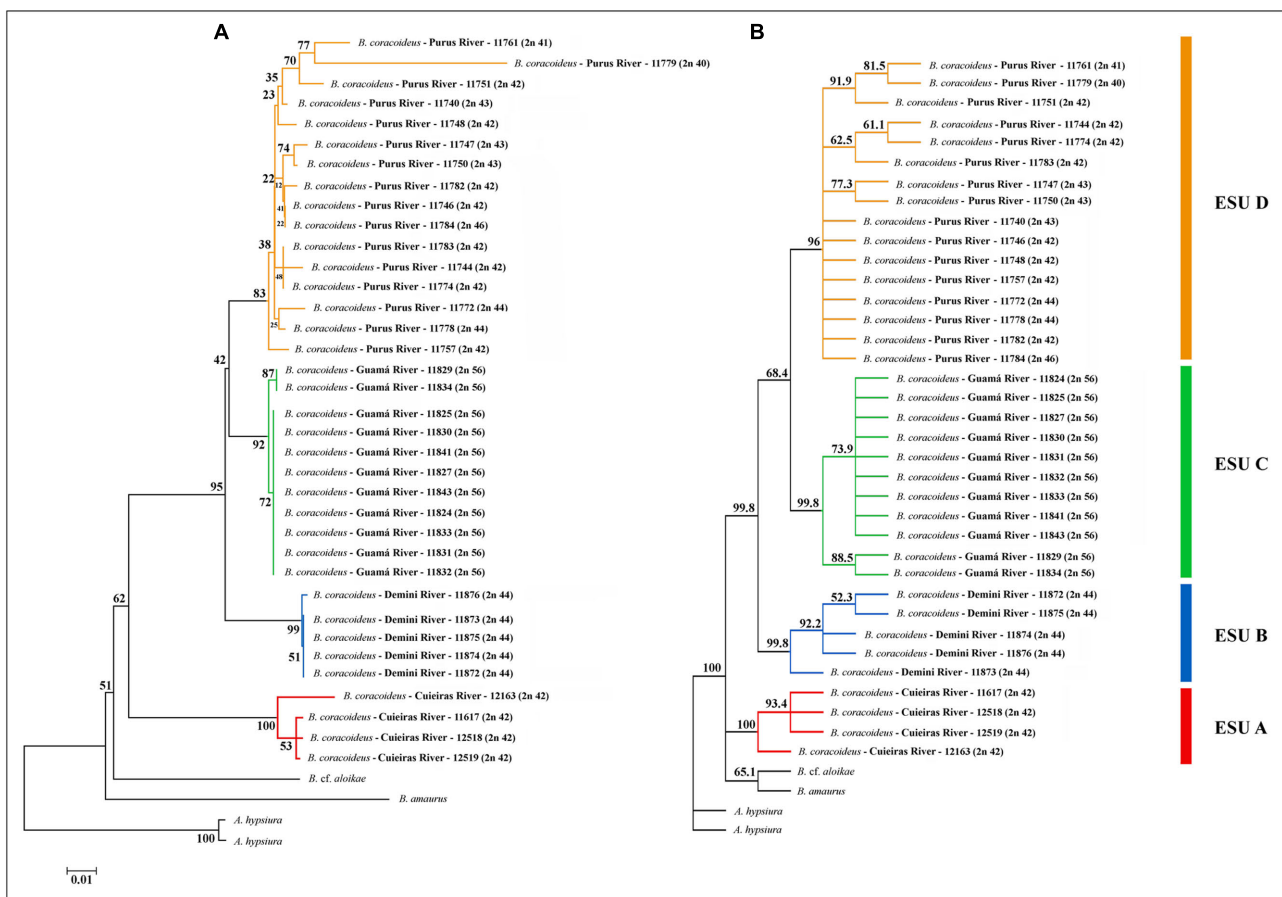 A
77
B. coracoideus - Purus River - 11761 (2n 41)
B. coracoideus - Purus River - 11779 (2n 40)
70
35
B. coracoideus - Purus River - 11751 (2n 42)
23
B. coracoideus - Purus River - 11740 (2n 43)
B. coracoideus - Purus River - 11748 (2n 42)
74
B. coracoideus - Purus River - 11747 (2n 43)
B. coracoideus - Purus River - 11750 (2n 43)
22
12
B. coracoideus - Purus River - 11782 (2n 42)
41
B. coracoideus - Purus River - 11746 (2n 42)
22
B. coracoideus - Purus River - 11784 (2n 46)
38
B. coracoideus - Purus River - 11783 (2n 42)
B. coracoideus - Purus River - 11744 (2n 42)
48
B. coracoideus - Purus River - 11774 (2n 42)
83
B. coracoideus - Purus River - 11772 (2n 44)
25
B. coracoideus - Purus River - 11778 (2n 44)
B. coracoideus - Purus River - 11757 (2n 42)
42
87
B. coracoideus - Guamá River - 11829 (2n 56)
B. coracoideus - Guamá River - 11834 (2n 56)
B. coracoideus - Guamá River - 11825 (2n 56)
B. coracoideus - Guamá River - 11830 (2n 56)
92
B. coracoideus - Guamá River - 11841 (2n 56)
B. coracoideus - Guamá River - 11827 (2n 56)
95
72
B. coracoideus - Guamá River - 11843 (2n 56)
B. coracoideus - Guamá River - 11824 (2n 56)
B. coracoideus - Guamá River - 11833 (2n 56)
B. coracoideus - Guamá River - 11831 (2n 56)
B. coracoideus - Guamá River - 11832 (2n 56)
62
B. coracoideus - Demini River - 11876 (2n 44)
99
B. coracoideus - Demini River - 11873 (2n 44)
B. coracoideus - Demini River - 11875 (2n 44)
51
B. coracoideus - Demini River - 11874 (2n 44)
B. coracoideus - Demini River - 11872 (2n 44)
51
B. coracoideus - Cuieiras River - 12163 (2n 42)
100
B. coracoideus - Cuieiras River - 11617 (2n 42)
53
B. coracoideus - Cuieiras River - 12518 (2n 42)
B. coracoideus - Cuieiras River - 12519 (2n 42)
B. cf. aloikae
B. amaurus
A. hypsiura
100
A. hypsiura
0.01
B
81.5
B. coracoideus - Purus River - 11761 (2n 41)
91.9
B. coracoideus - Purus River - 11779 (2n 40)
B. coracoideus - Purus River - 11751 (2n 42)
61.1
B. coracoideus - Purus River - 11744 (2n 42)
62.5
B. coracoideus - Purus River - 11774 (2n 42)
B. coracoideus - Purus River - 11783 (2n 42)
77.3
B. coracoideus - Purus River - 11747 (2n 43)
B. coracoideus - Purus River - 11750 (2n 43)
B. coracoideus - Purus River - 11740 (2n 43)
96
B. coracoideus - Purus River - 11746 (2n 42)
B. coracoideus - Purus River - 11748 (2n 42)
B. coracoideus - Purus River - 11757 (2n 42)
B. coracoideus - Purus River - 11772 (2n 44)
B. coracoideus - Purus River - 11778 (2n 44)
B. coracoideus - Purus River - 11782 (2n 42)
B. coracoideus - Purus River - 11784 (2n 46)
68.4
B. coracoideus - Guamá River - 11824 (2n 56)
B. coracoideus - Guamá River - 11825 (2n 56)
B. coracoideus - Guamá River - 11827 (2n 56)
B. coracoideus - Guamá River - 11830 (2n 56)
73.9
B. coracoideus - Guamá River - 11831 (2n 56)
B. coracoideus - Guamá River - 11832 (2n 56)
99.8
B. coracoideus - Guamá River - 11833 (2n 56)
B. coracoideus - Guamá River - 11841 (2n 56)
99.8
B. coracoideus - Guamá River - 11843 (2n 56)
88.5
B. coracoideus - Guamá River - 11829 (2n 56)
B. coracoideus - Guamá River - 11834 (2n 56)
52.3
B. coracoideus - Demini River - 11872 (2n 44)
92.2
B. coracoideus - Demini River - 11875 (2n 44)
99.8
B. coracoideus - Demini River - 11874 (2n 44)
B. coracoideus - Demini River - 11876 (2n 44)
100
B. coracoideus - Demini River - 11873 (2n 44)
93.4
B. coracoideus - Cuieiras River - 11617 (2n 42)
100
B. coracoideus - Cuieiras River - 12518 (2n 42)
B. coracoideus - Cuieiras River - 12519 (2n 42)
B. coracoideus - Cuieiras River - 12163 (2n 42)
65.1
B. cf. aloikae
B. amaurus
A. hypsiura
A. hypsiura
ESU D
ESU C
ESU B
ESU A